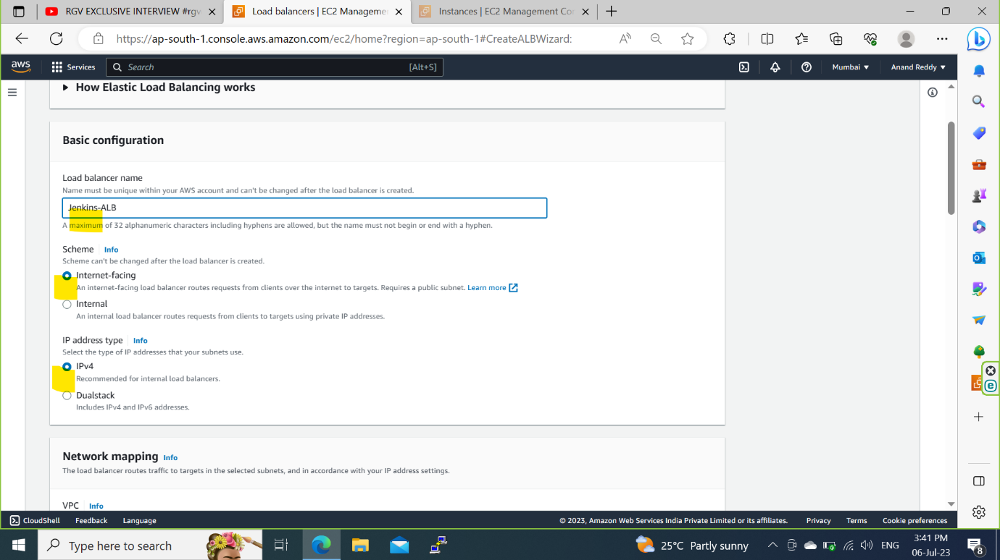 RGV EXCLUSIVE INTERVIEW #rgv
Load balancers | EC2 Manageme
Instances | EC2 Management Co
https://ap-south-1.console.aws.amazon.com/ec2/home?region=ap-south-1#CreateALBWizard:
aws
Services
Search
[Alt+S]
Mumbai
Anand Reddy
How Elastic Load Balancing works
Basic configuration
Load balancer name
Name must be unique within your AWS account and can't be changed after the load balancer is created.
Jenkins-ALB
A maximum of 32 alphanumeric characters including hyphens are allowed, but the name must not begin or end with a hyphen.
Scheme Info
Scheme can't be changed after the load balancer is created.
Internet-facing
An internet-facing load balancer routes requests from clients over the internet to targets. Requires a public subnet. Learn more
Internal
An internal load balancer routes requests from clients to targets using private IP addresses.
IP address type Info
Select the type of IP addresses that your subnets use.
IPv4
Recommended for internal load balancers.
Dualstack
Includes IPv4 and IPv6 addresses.
Network mapping Info
The load balancer routes traffic to targets in the selected subnets, and in accordance with your IP address settings.
VPC Info
CloudShell Feedback Language
© 2023, Amazon Web Services India Private Limited or its affiliates. Privacy Terms Cookie preferences
Type here to search
25°C Partly sunny
ENG
3:41 PM
06-Jul-23
8